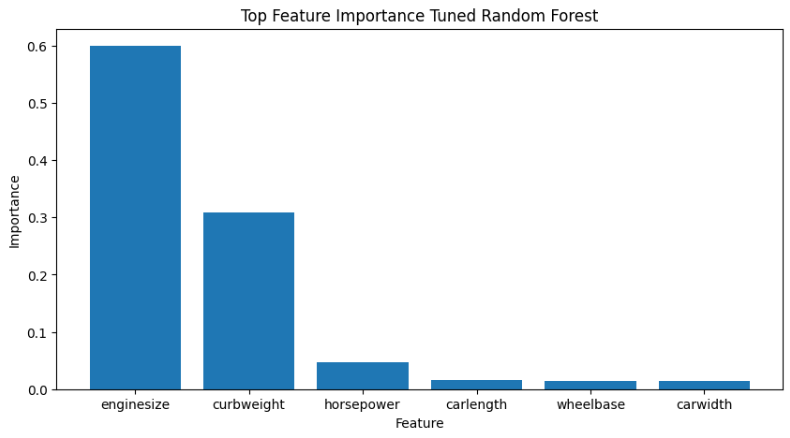 Top Feature Importance Tuned Random Forest
0.6
0.5
0.4
0.3
0.2
0.1
0.0
Importance
enginesize curbweight horsepower carlength wheelbase carwidth
Feature